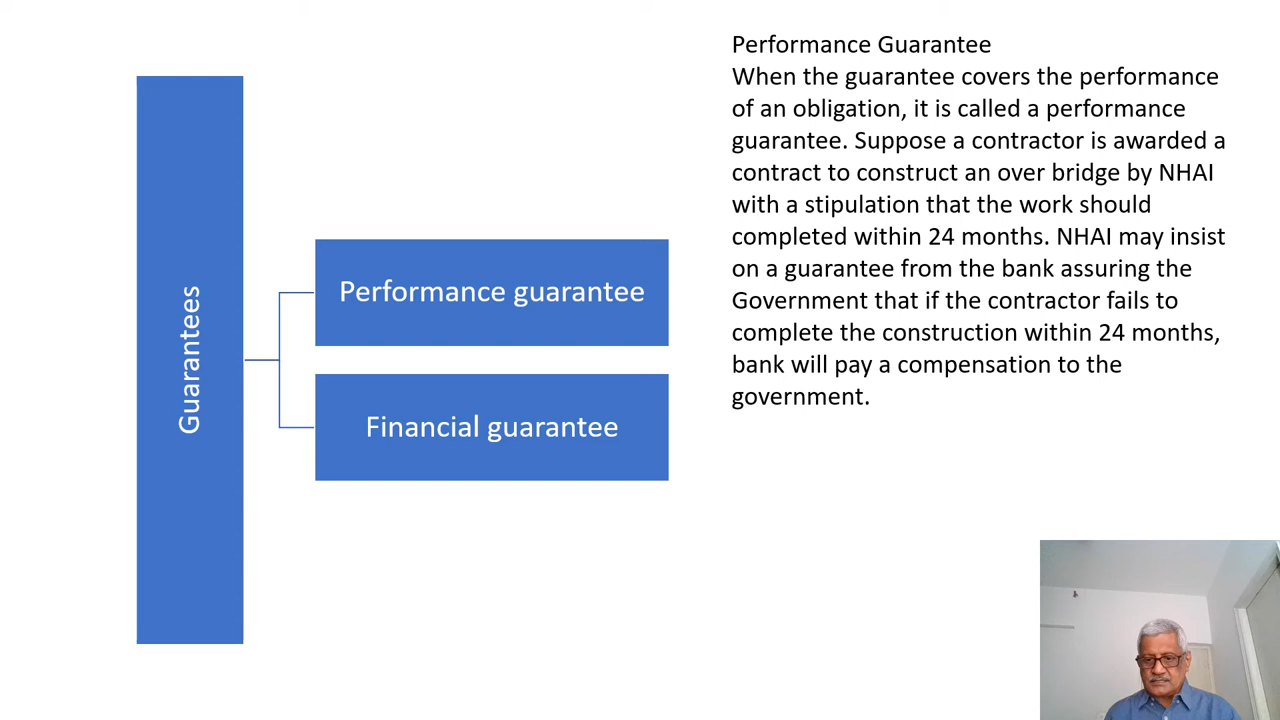 Guarantees
Performance guarantee
Financial guarantee
Performance Guarantee
When the guarantee covers the performance
of an obligation, it is called a performance
guarantee. Suppose a contractor is awarded a
contract to construct an over bridge by NHAI
with a stipulation that the work should
completed within 24 months. NHAI may insist
on a guarantee from the bank assuring the
Government that if the contractor fails to
complete the construction within 24 months,
bank will pay a compensation to the
government.